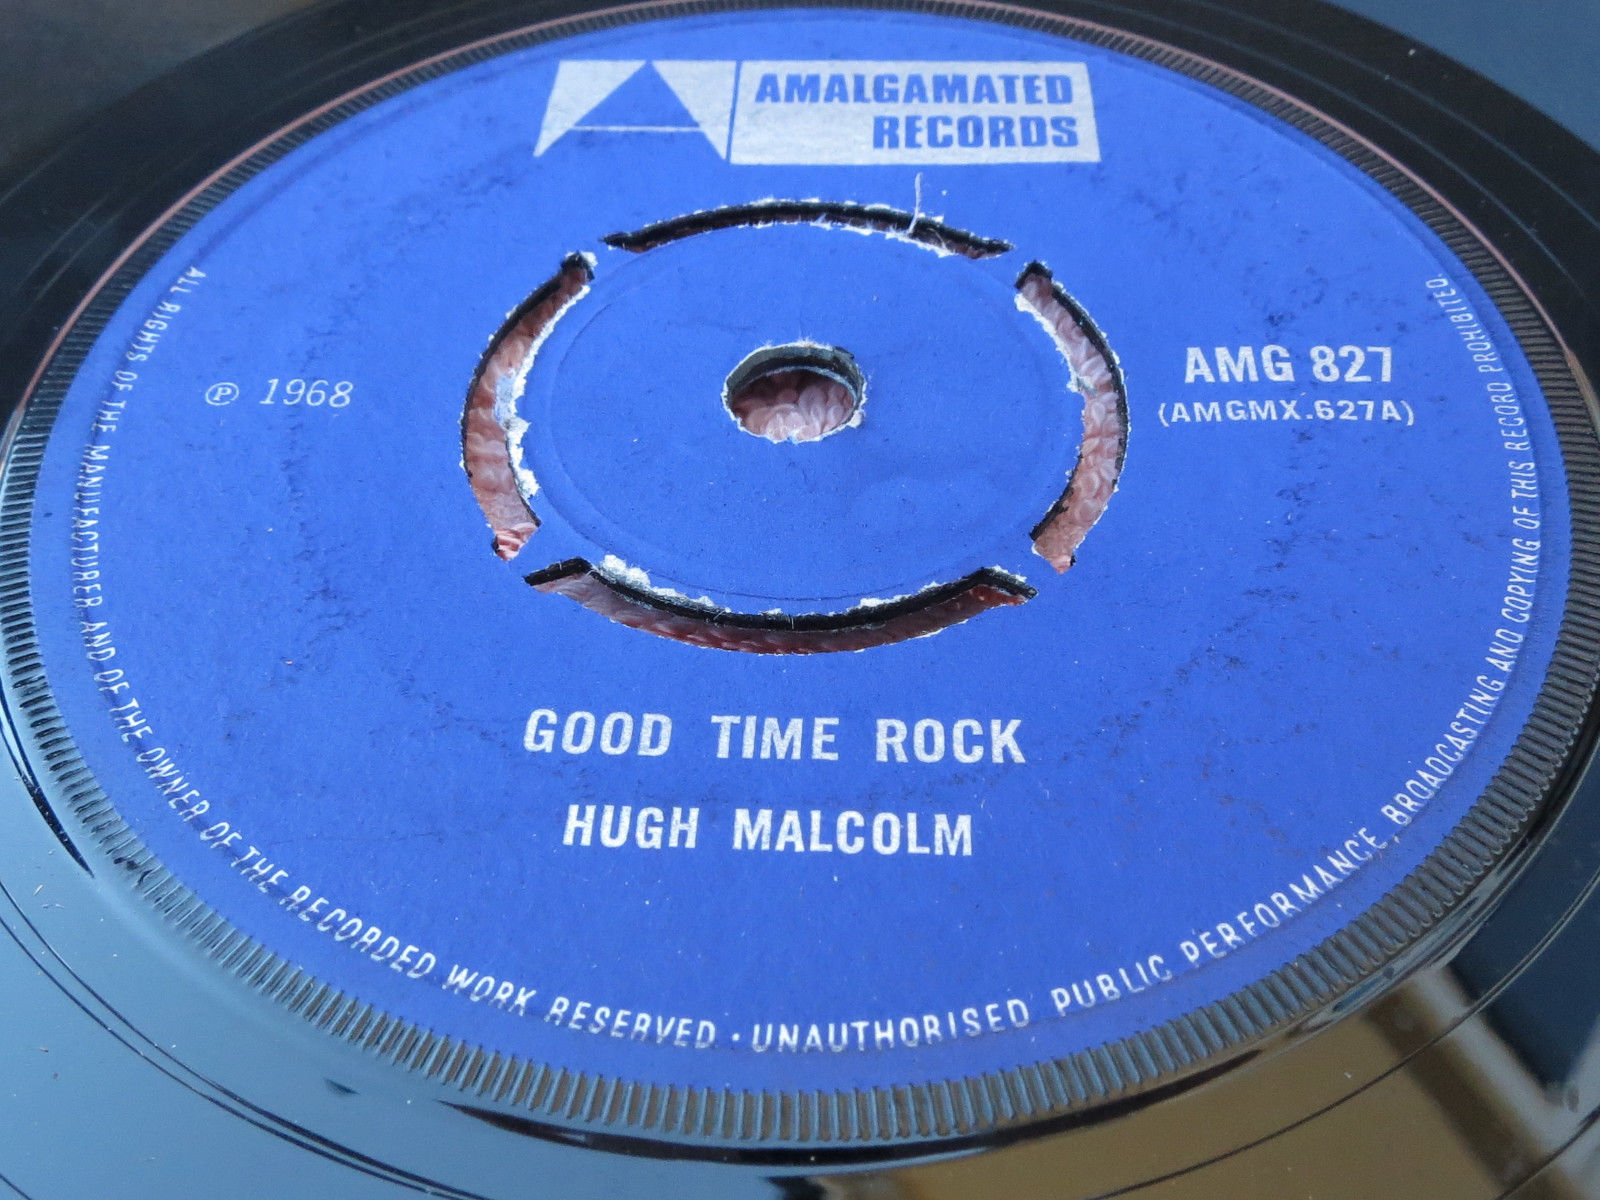 AMALGAMATED
RECORDS
℗ 1968
AMG 827
(AMGMX.627A)
GOOD TIME ROCK
HUGH MALCOLM
ALL RIGHTS OF THE MANUFACTURER AND OF THE OWNER OF THE RECORDED WORK RESERVED · UNAUTHORISED PUBLIC PERFORMANCE, BROADCASTING AND COPYING OF THIS RECORD PROHIBITED.